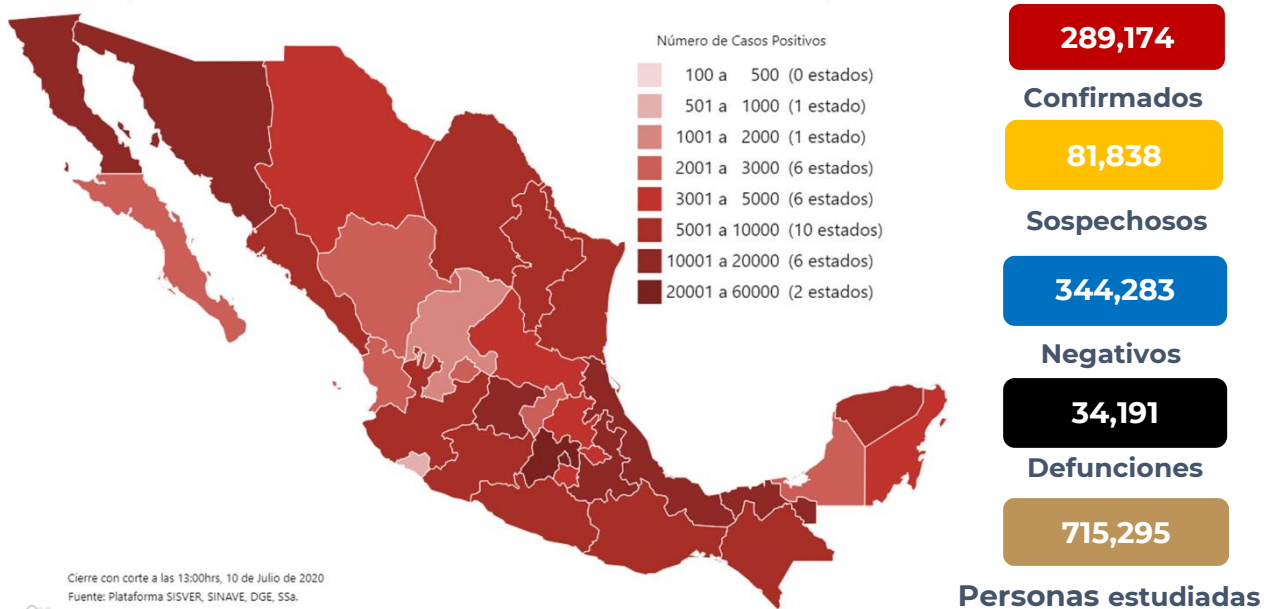 Número de Casos Positivos
100 a 500 (0 estados)
501 a 1000 (1 estado)
1001 a 2000 (1 estado)
2001 a 3000 (6 estados)
3001 a 5000 (6 estados)
5001 a 10000 (10 estados)
10001 a 20000 (6 estados)
20001 a 60000 (2 estados)
289,174
Confirmados
81,838
Sospechosos
344,283
Negativos
34,191
Defunciones
715,295
Personas estudiadas
Cierre con corte a las 13:00hrs, 10 de Julio de 2020
Fuente: Plataforma SISVER, SINAVE, DGE, SSa.